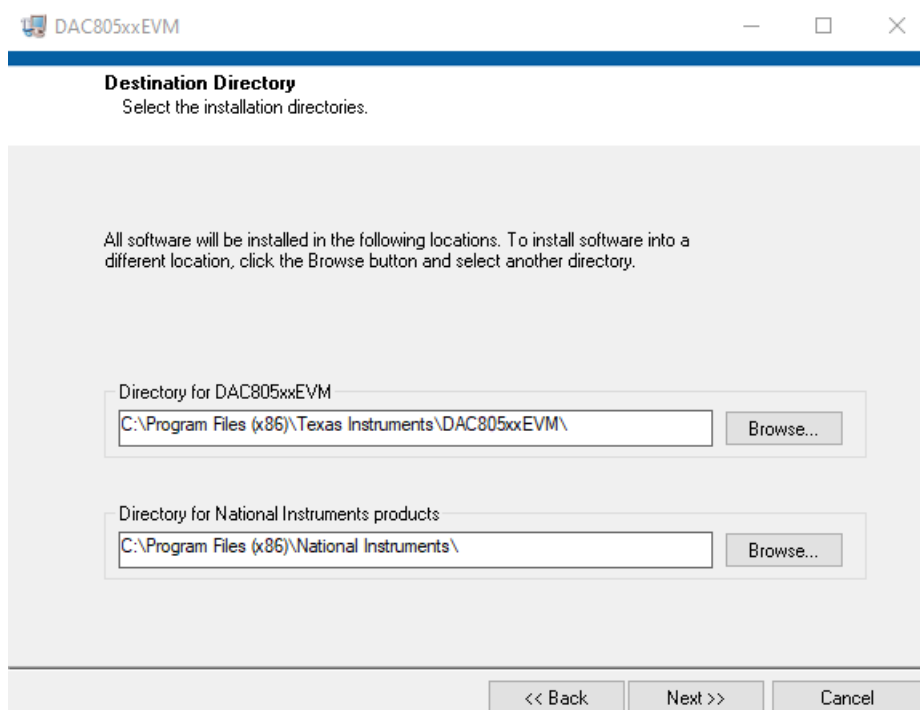 DAC805xxEVM
Destination Directory
Select the installation directories.
All software will be installed in the following locations. To install software into a
different location, click the Browse button and select another directory.
Directory for DAC805xxEVM
C:\Program Files (x86)\Texas Instruments\DAC805xxEVM\
Browse...
Directory for National Instruments products
C:\Program Files (x86)\National Instruments\
Browse...
<< Back
Next >>
Cancel